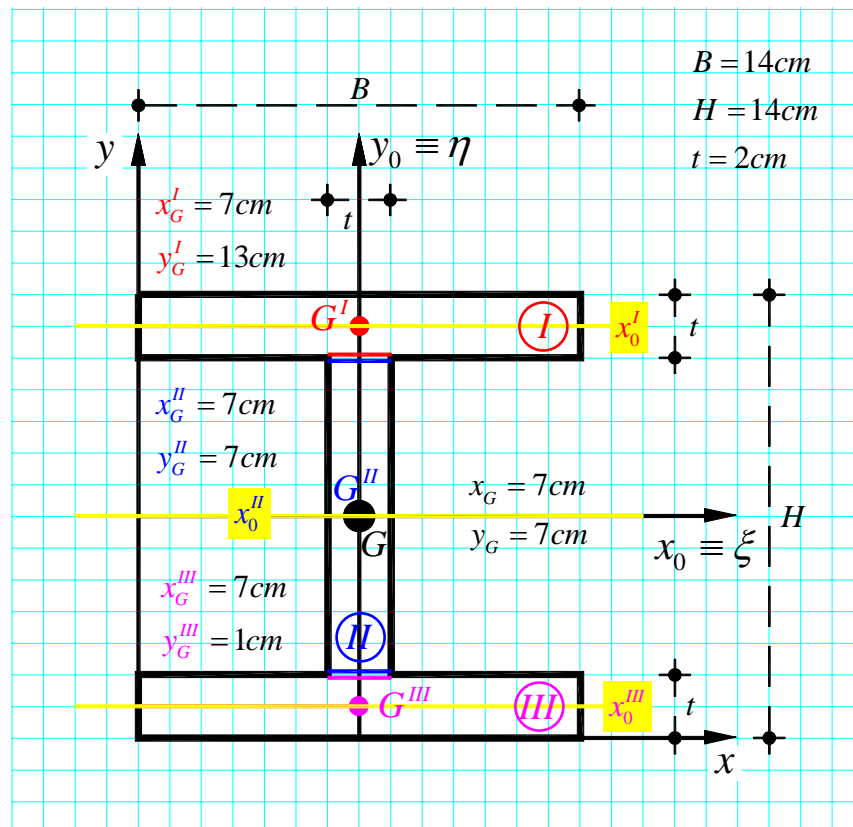 B
B = 14cm
H = 14cm
t = 2cm
y
y₀ ≡ η
x_G^I = 7cm
t
y_G^I = 13cm
G^I
I
x₀^I
t
x_G^II = 7cm
y_G^II = 7cm
G^II
x_G = 7cm
x₀^II
G
y_G = 7cm
H
x₀ ≡ ξ
x_G^III = 7cm
y_G^III = 1cm
II
G^III
III
x₀^III
t
x